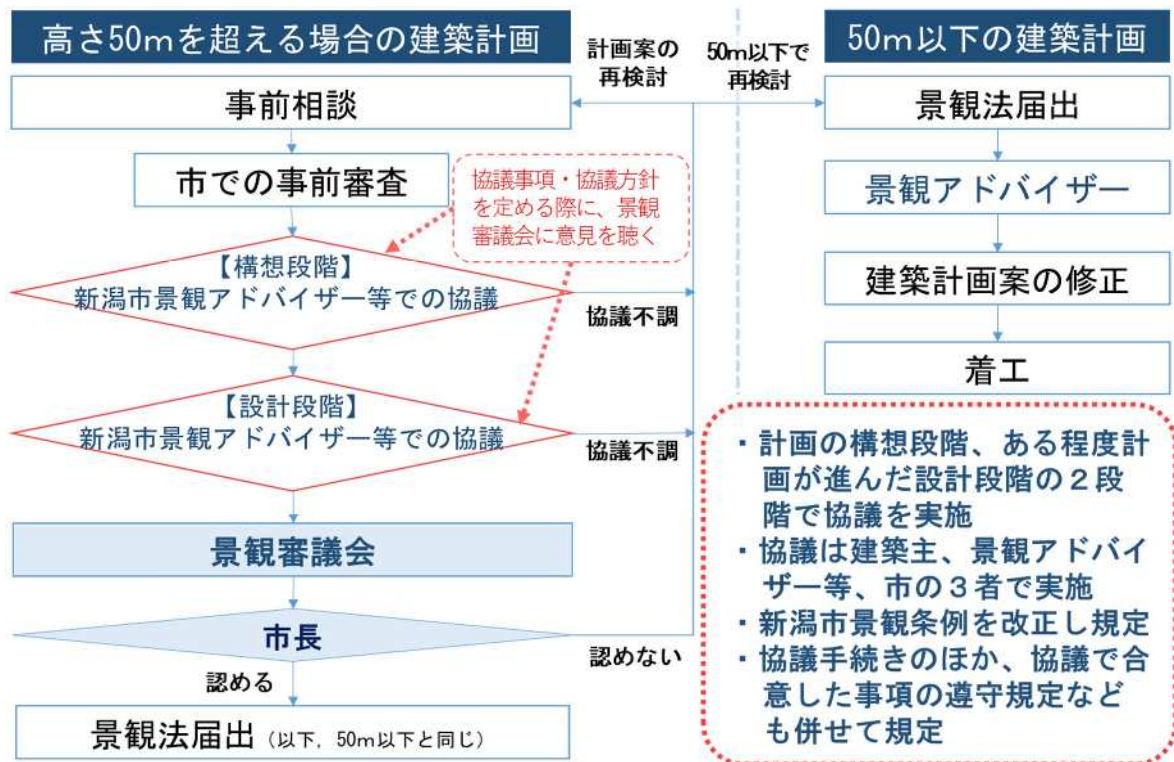 高さ50mを超える場合の建築計画
事前相談
市での事前審査
協議事項・協議方針
を定める際に、景観
審議会に意見を聴く
【構想段階】
新潟市景観アドバイザー等での協議
協議不調
【設計段階】
新潟市景観アドバイザー等での協議
協議不調
景観審議会
市長
認めない
認める
景観法届出（以下，50m以下と同じ）
計画案の
再検討
50m以下で
再検討
50m以下の建築計画
景観法届出
景観アドバイザー
建築計画案の修正
着工
・計画の構想段階、ある程度計
画が進んだ設計段階の２段
階で協議を実施
・協議は建築主、景観アドバイ
ザー等、市の３者で実施
・新潟市景観条例を改正し規定
・協議手続きのほか、協議で合
意した事項の遵守規定など
も併せて規定